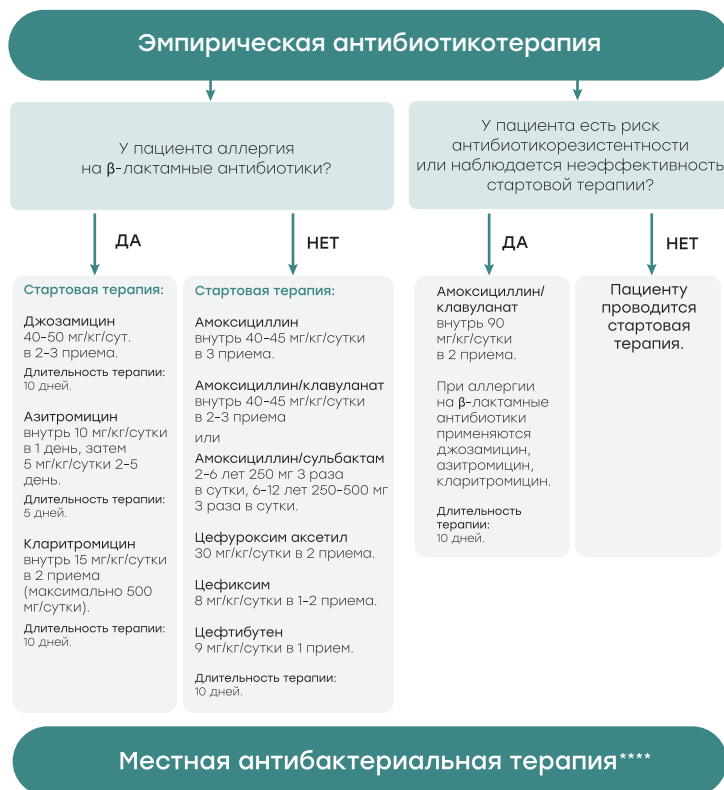 Эмпирическая антибиотикотерапия
У пациента аллергия
на β-лактамные антибиотики?
ДА
НЕТ
Стартовая терапия:
Джозамицин
40-50 мг/кг/сут.
в 2-3 приема.
Длительность терапии:
10 дней.
Азитромицин
внутрь 10 мг/кг/сутки
в 1 день, затем
5 мг/кг/сутки 2-5
день.
Длительность терапии:
5 дней.
Кларитромицин
внутрь 15 мг/кг/сутки
в 2 приема
(максимально 500
мг/сутки).
Длительность терапии:
10 дней.
Стартовая терапия:
Амоксициллин
внутрь 40-45 мг/кг/сутки
в 3 приема.
Амоксициллин/клавуланат
внутрь 40-45 мг/кг/сутки
в 2-3 приема
или
Амоксициллин/сульбактам
2-6 лет 250 мг 3 раза
в сутки, 6-12 лет 250-500 мг
3 раза в сутки.
Цефуроксим аксетил
30 мг/кг/сутки в 2 приема.
Цефиксим
8 мг/кг/сутки в 1-2 приема.
Цефтибутен
9 мг/кг/сутки в 1 прием.
Длительность терапии:
10 дней.
У пациента есть риск
антибиотикорезистентности
или наблюдается неэффективность
стартовой терапии?
ДА
НЕТ
Амоксициллин/
клавуланат
внутрь 90
мг/кг/сутки
в 2 приема.
При аллергии
на β-лактамные
антибиотики
применяются
джозамицин,
азитромицин,
кларитромицин.
Длительность
терапии:
10 дней.
Пациенту
проводится
стартовая
терапия.
Местная антибактериальная терапия****